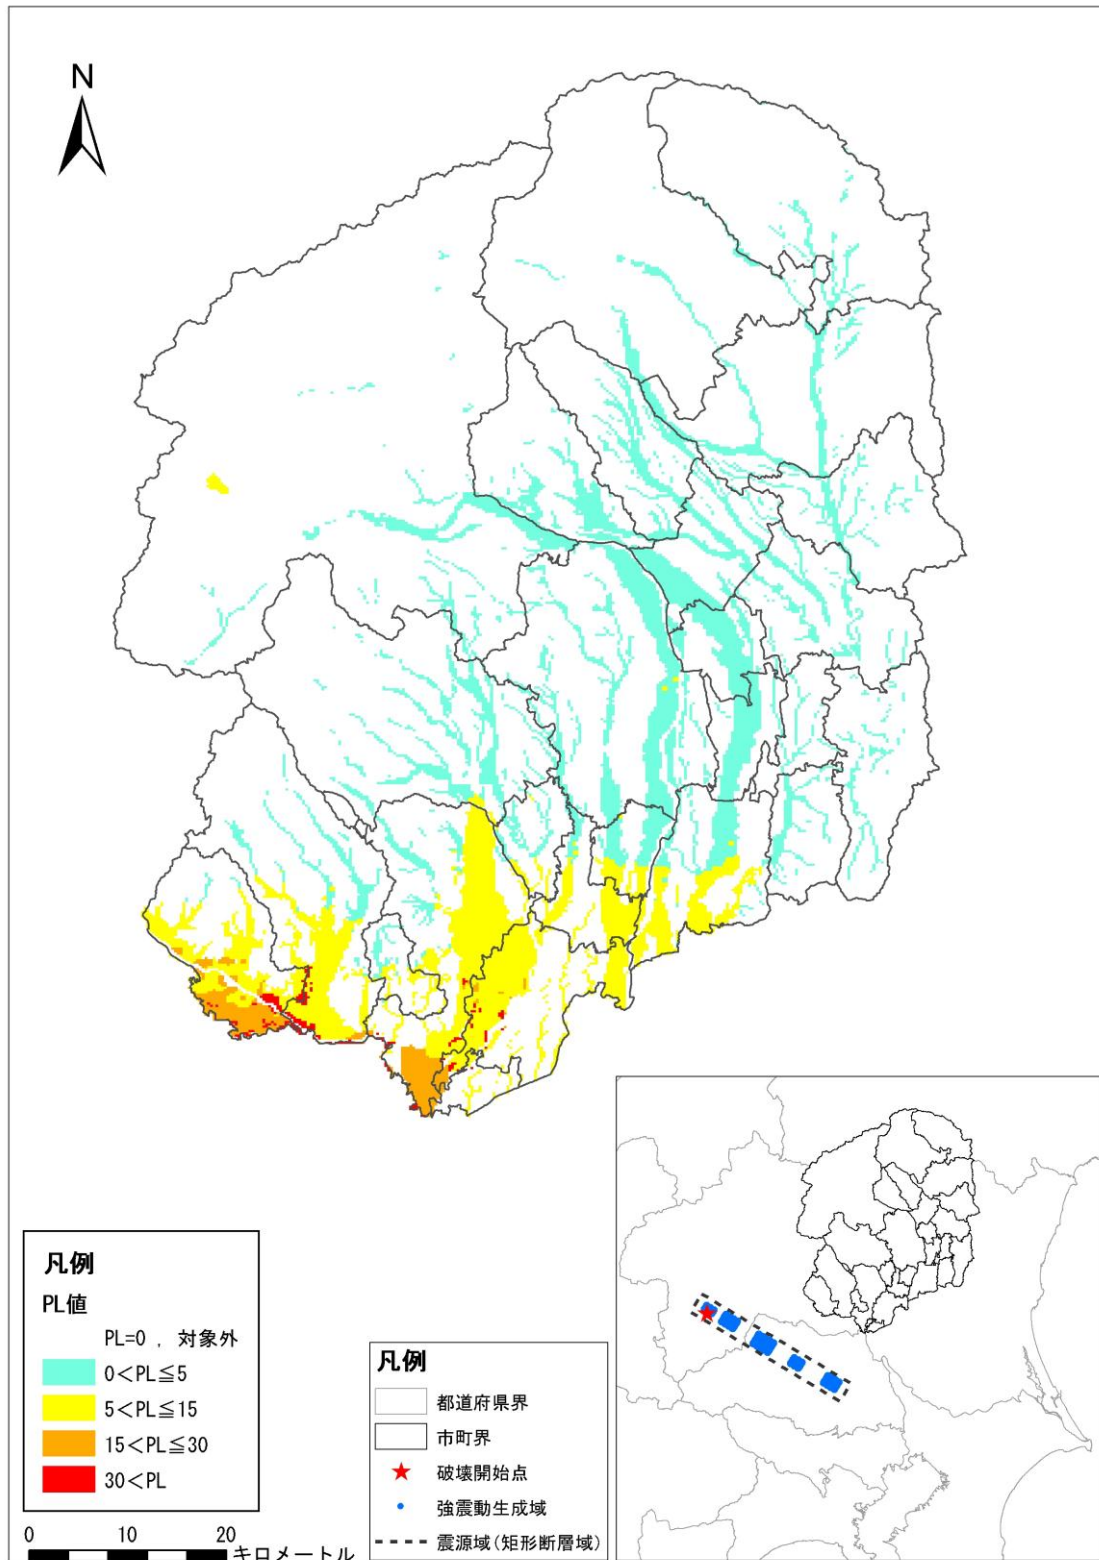 N
凡例
PL値
PL=0 , 対象外
0<PL≦5
5<PL≦15
15<PL≦30
30<PL
0 10 20
キロメートル
凡例
都道府県界
市町界
破壊開始点
強震動生成域
震源域(矩形断層域)